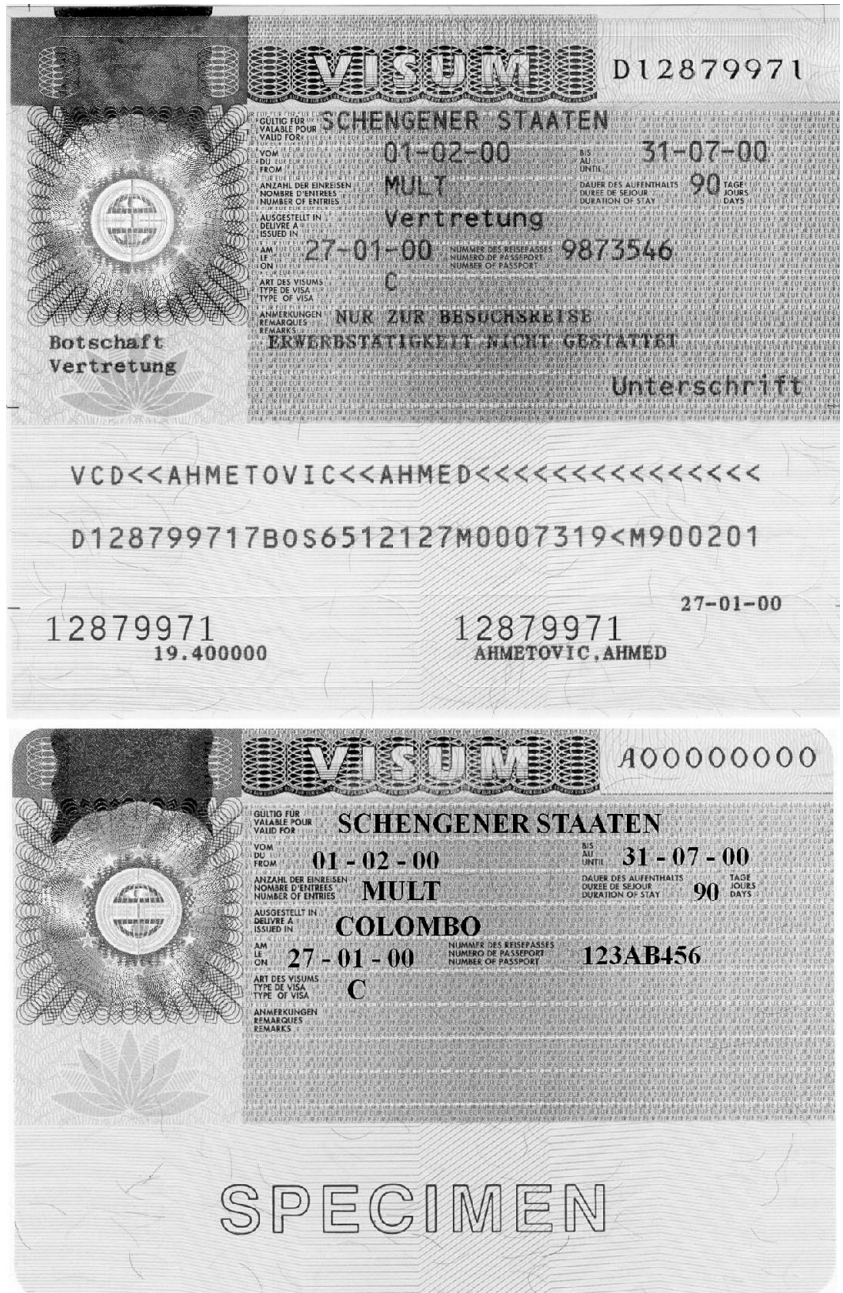 VISUM D12879971
GÜLTIG FÜR
VALABLE POUR
VALID FOR
SCHENGENER STAATEN
VOM
DU
FROM
01-02-00
BIS
AU
UNTIL
31-07-00
ANZAHL DER EINREISEN
NOMBRE D'ENTREES
NUMBER OF ENTRIES
MULT
DAUER DES AUFENTHALTS
DUREE DE SEJOUR
DURATION OF STAY
90
TAGE
JOURS
DAYS
AUSGESTELLT IN
DELIVRE A
ISSUED IN
Vertretung
AM
LE
ON
27-01-00
NUMMER DES REISEPASSES
NUMERO DE PASSEPORT
NUMBER OF PASSPORT
9873546
ART DES VISUMS
TYPE DE VISA
TYPE OF VISA
C
ANMERKUNGEN
REMARQUES
REMARKS
NUR ZUR BESUCHSREISE
ERWERBSTÄTIGKEIT NICHT GESTATTET
Botschaft
Vertretung
Unterschrift
VCD<<AHMETOVIC<<AHMED<<<<<<<<<<<<<<<
D128799717BOS6512127M0007319<M900201
27-01-00
12879971 12879971
19.400000 AHMETOVIC,AHMED
VISUM A00000000
GÜLTIG FÜR
VALABLE POUR
VALID FOR
SCHENGENER STAATEN
VOM
DU
FROM
01 - 02 - 00
BIS
AU
UNTIL
31 - 07 - 00
ANZAHL DER EINREISEN
NOMBRE D'ENTREES
NUMBER OF ENTRIES
MULT
DAUER DES AUFENTHALTS
DUREE DE SEJOUR
DURATION OF STAY
90
TAGE
JOURS
DAYS
AUSGESTELLT IN
DELIVRE A
ISSUED IN
COLOMBO
AM
LE
ON
27 - 01 - 00
NUMMER DES REISEPASSES
NUMERO DE PASSEPORT
NUMBER OF PASSPORT
123AB456
ART DES VISUMS
TYPE DE VISA
TYPE OF VISA
C
ANMERKUNGEN
REMARQUES
REMARKS
SPECIMEN